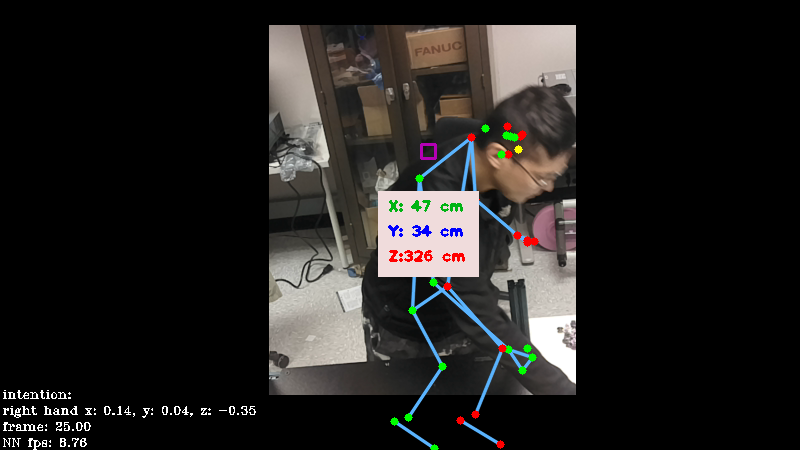 FANUC
X: 47 cm
Y: 34 cm
Z:326 cm
intention:
right hand x: 0.14, y: 0.04, z: −0.35
frame: 25.00
NN fps: 8.76